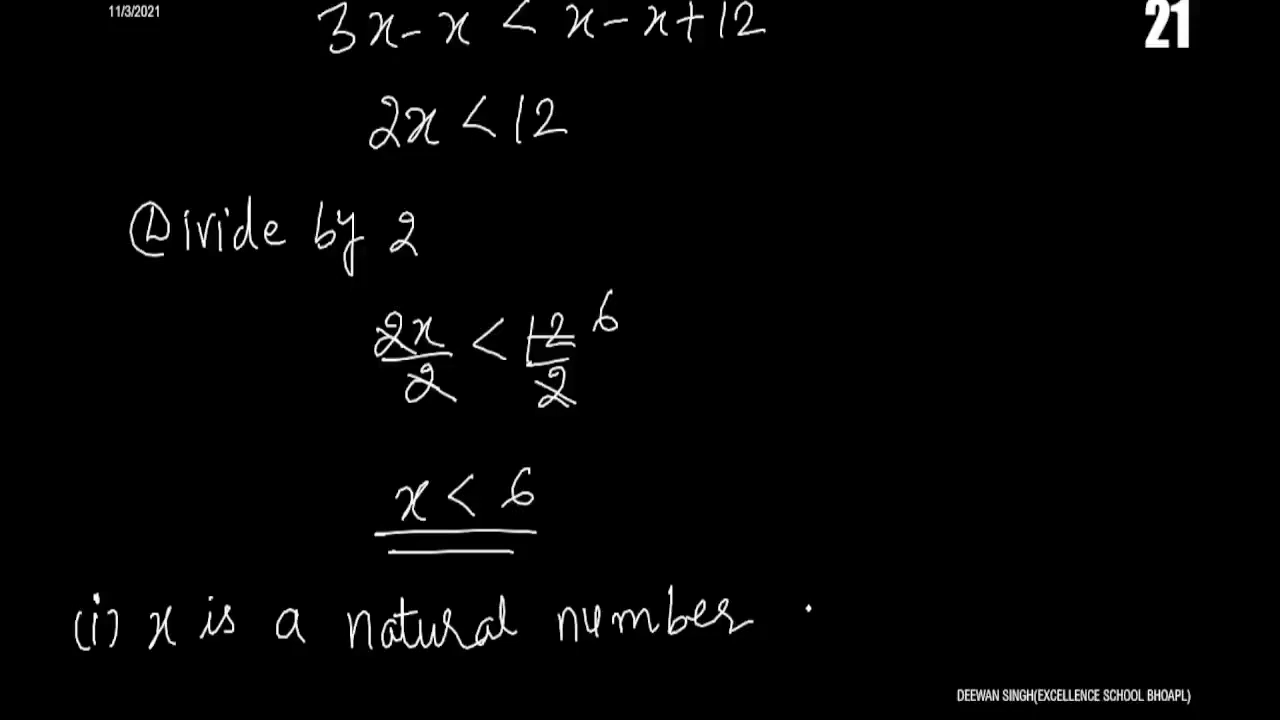 11/3/2021
21
3x - x < x - x + 12
2x < 12
Divide by 2
2x/2 < 12/2 6
x < 6
(i) x is a natural number
DEEWAN SINGH(EXCELLENCE SCHOOL BHOAPL)